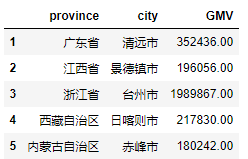 province city GMV
1 广东省 清远市 352436.00
2 江西省 景德镇市 196056.00
3 浙江省 台州市 1989867.00
4 西藏自治区 日喀则市 217830.00
5 内蒙古自治区 赤峰市 180242.00